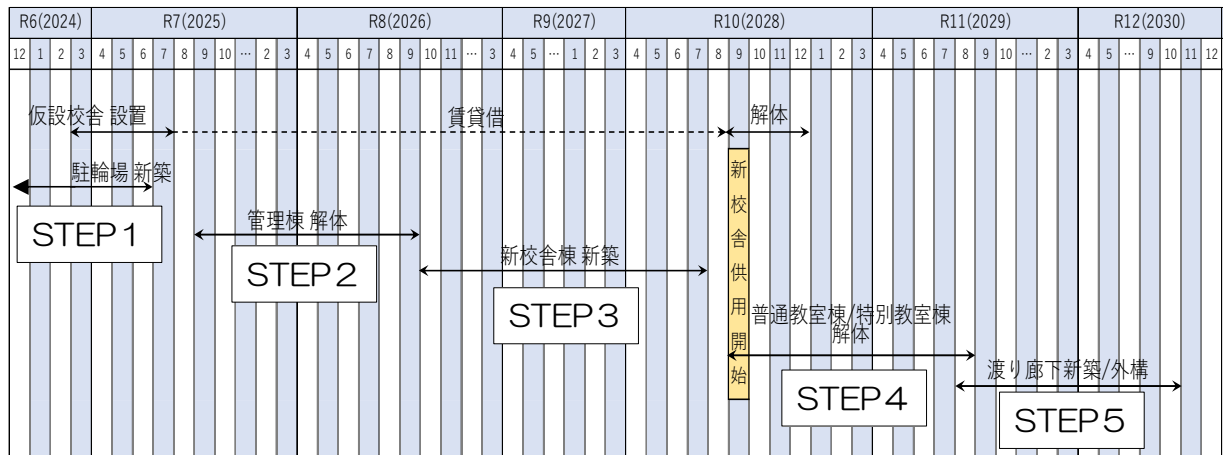 R6(2024) R7(2025) R8(2026) R9(2027) R10(2028) R11(2029) R12(2030)
12 1 2 3 4 5 6 7 8 9 10 … 2 3 4 5 6 7 8 9 10 11 … 3 4 5 … 1 2 3 4 5 6 7 8 9 10 11 12 1 2 3 4 5 6 7 8 9 10 … 2 3 4 5 … 9 10 11 12
仮設校舎 設置
賃貸借
解体
駐輪場 新築
STEP1
管理棟 解体
STEP2
新校舎棟 新築
STEP3
新校舎供用開始
普通教室棟/特別教室棟
解体
STEP4
渡り廊下新築/外構
STEP5